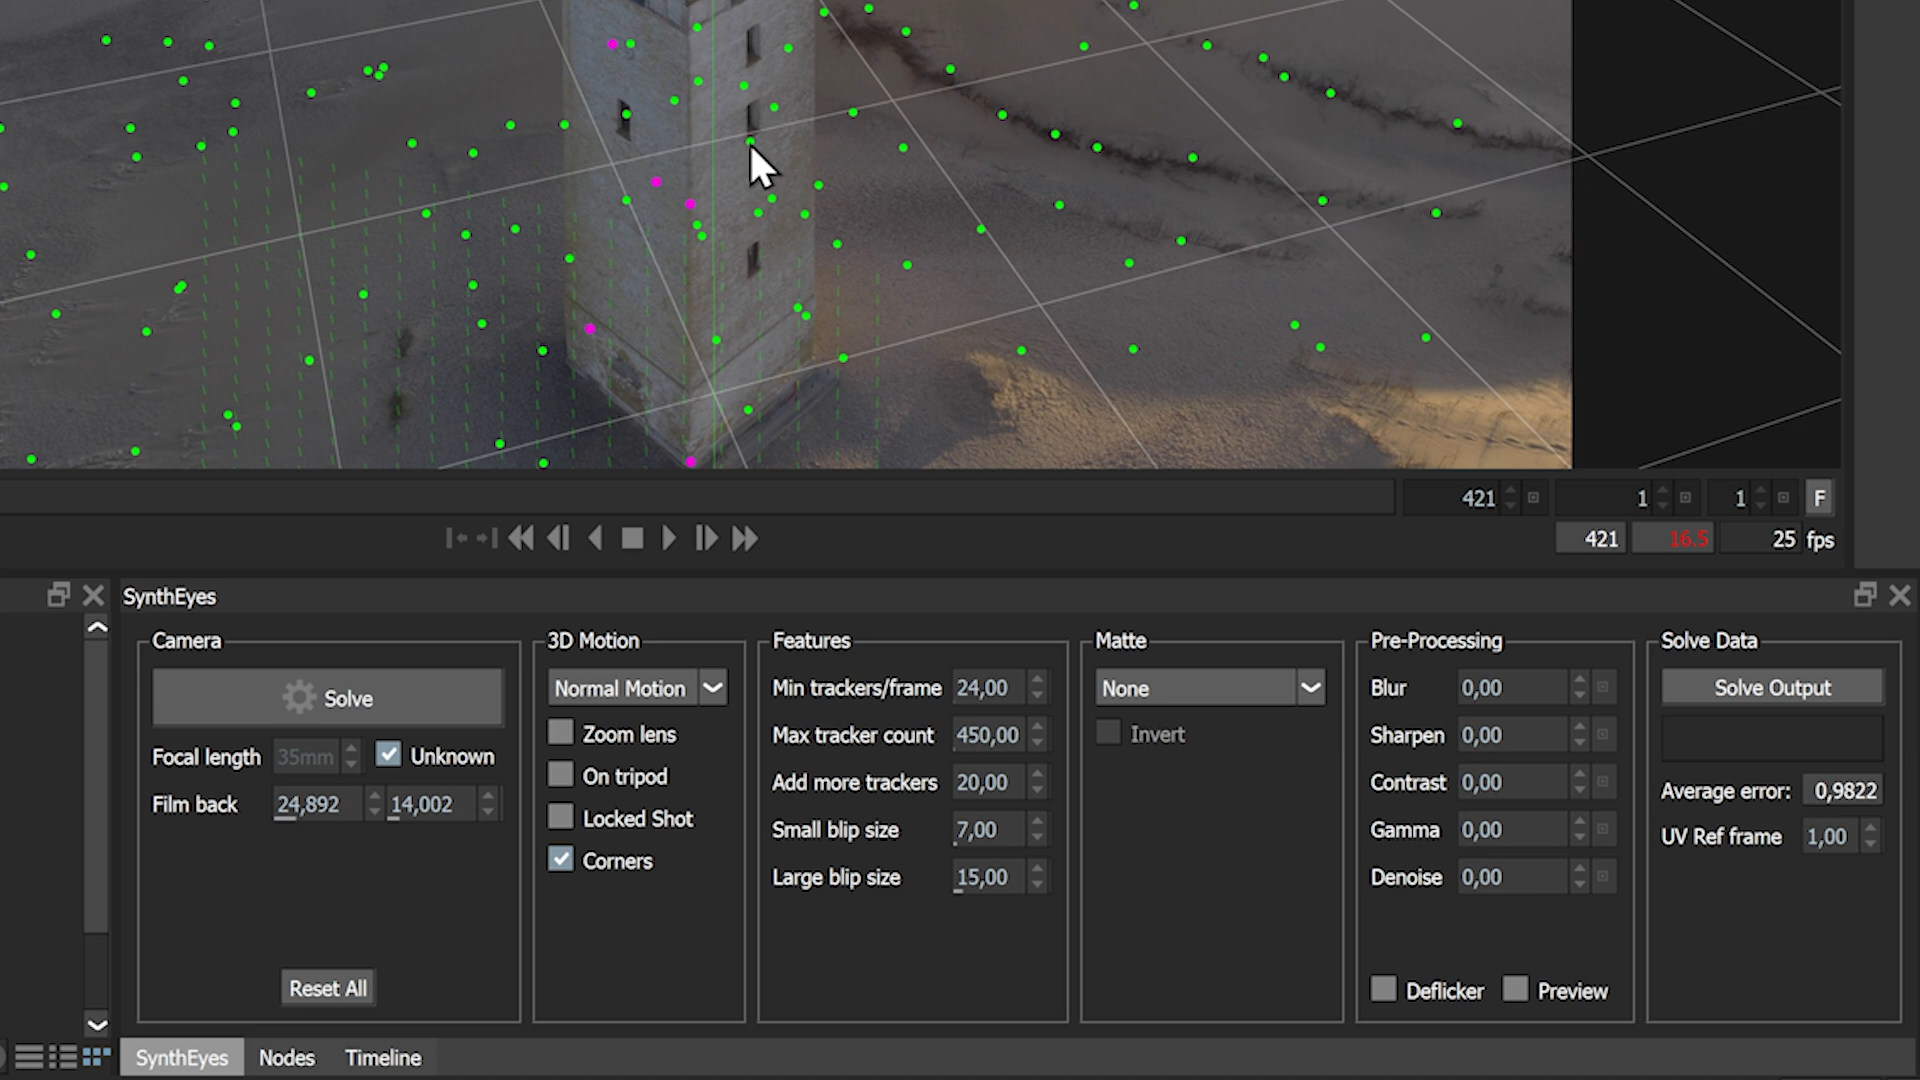 421 1 1 F
421 16.5 25 fps
SynthEyes
Camera
Solve
Focal length 35mm Unknown
Film back 24,892 14,002
Reset All
3D Motion
Normal Motion
Zoom lens
On tripod
Locked Shot
Corners
Features
Min trackers/frame 24,00
Max tracker count 450,00
Add more trackers 20,00
Small blip size 7,00
Large blip size 15,00
Matte
None
Invert
Pre-Processing
Blur 0,00
Sharpen 0,00
Contrast 0,00
Gamma 0,00
Denoise 0,00
Deflicker Preview
Solve Data
Solve Output
Average error: 0,9822
UV Ref frame 1,00
SynthEyes Nodes Timeline